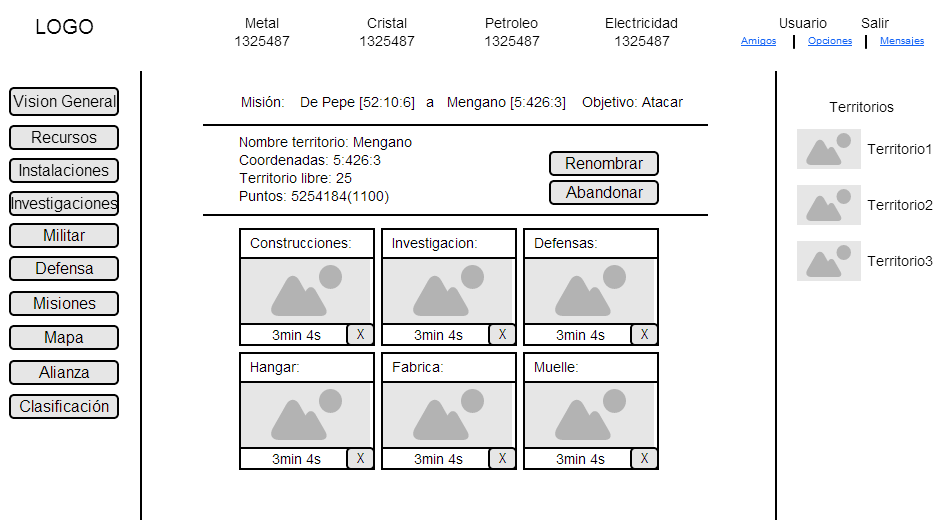 LOGO
Metal Cristal Petroleo Electricidad Usuario Salir
1325487 1325487 1325487 1325487 Amigos Opciones Mensajes
Vision General
Recursos
Instalaciones
Investigaciones
Militar
Defensa
Misiones
Mapa
Alianza
Clasificación
Misión: De Pepe [52:10:6] a Mengano [5:426:3] Objetivo: Atacar
Nombre territorio: Mengano
Coordenadas: 5:426:3
Territorio libre: 25
Puntos: 5254184(1100)
Renombrar
Abandonar
Construcciones: Investigacion: Defensas:
3min 4s X 3min 4s X 3min 4s X
Hangar: Fabrica: Muelle:
3min 4s X 3min 4s X 3min 4s X
Territorios
Territorio1
Territorio2
Territorio3